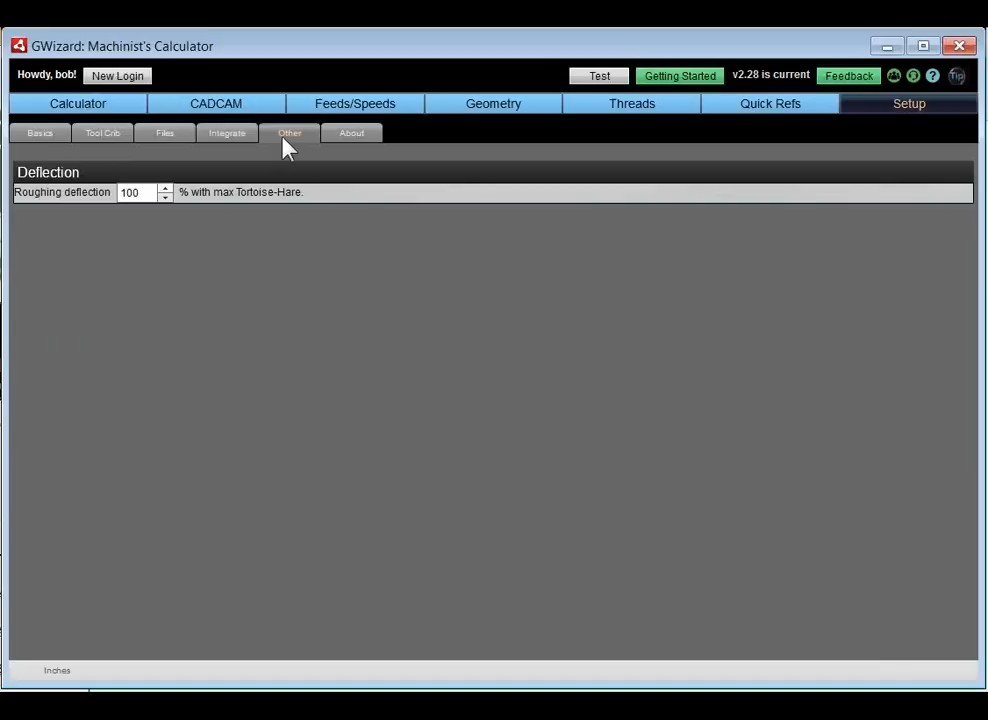 GWizard: Machinist's Calculator
Howdy, bob! New Login Test Getting Started v2.28 is current Feedback ? Tip
Calculator CADCAM Feeds/Speeds Geometry Threads Quick Refs Setup
Basics Tool Crib Files Integrate Other About
Deflection
Roughing deflection 100 % with max Tortoise-Hare.
Inches